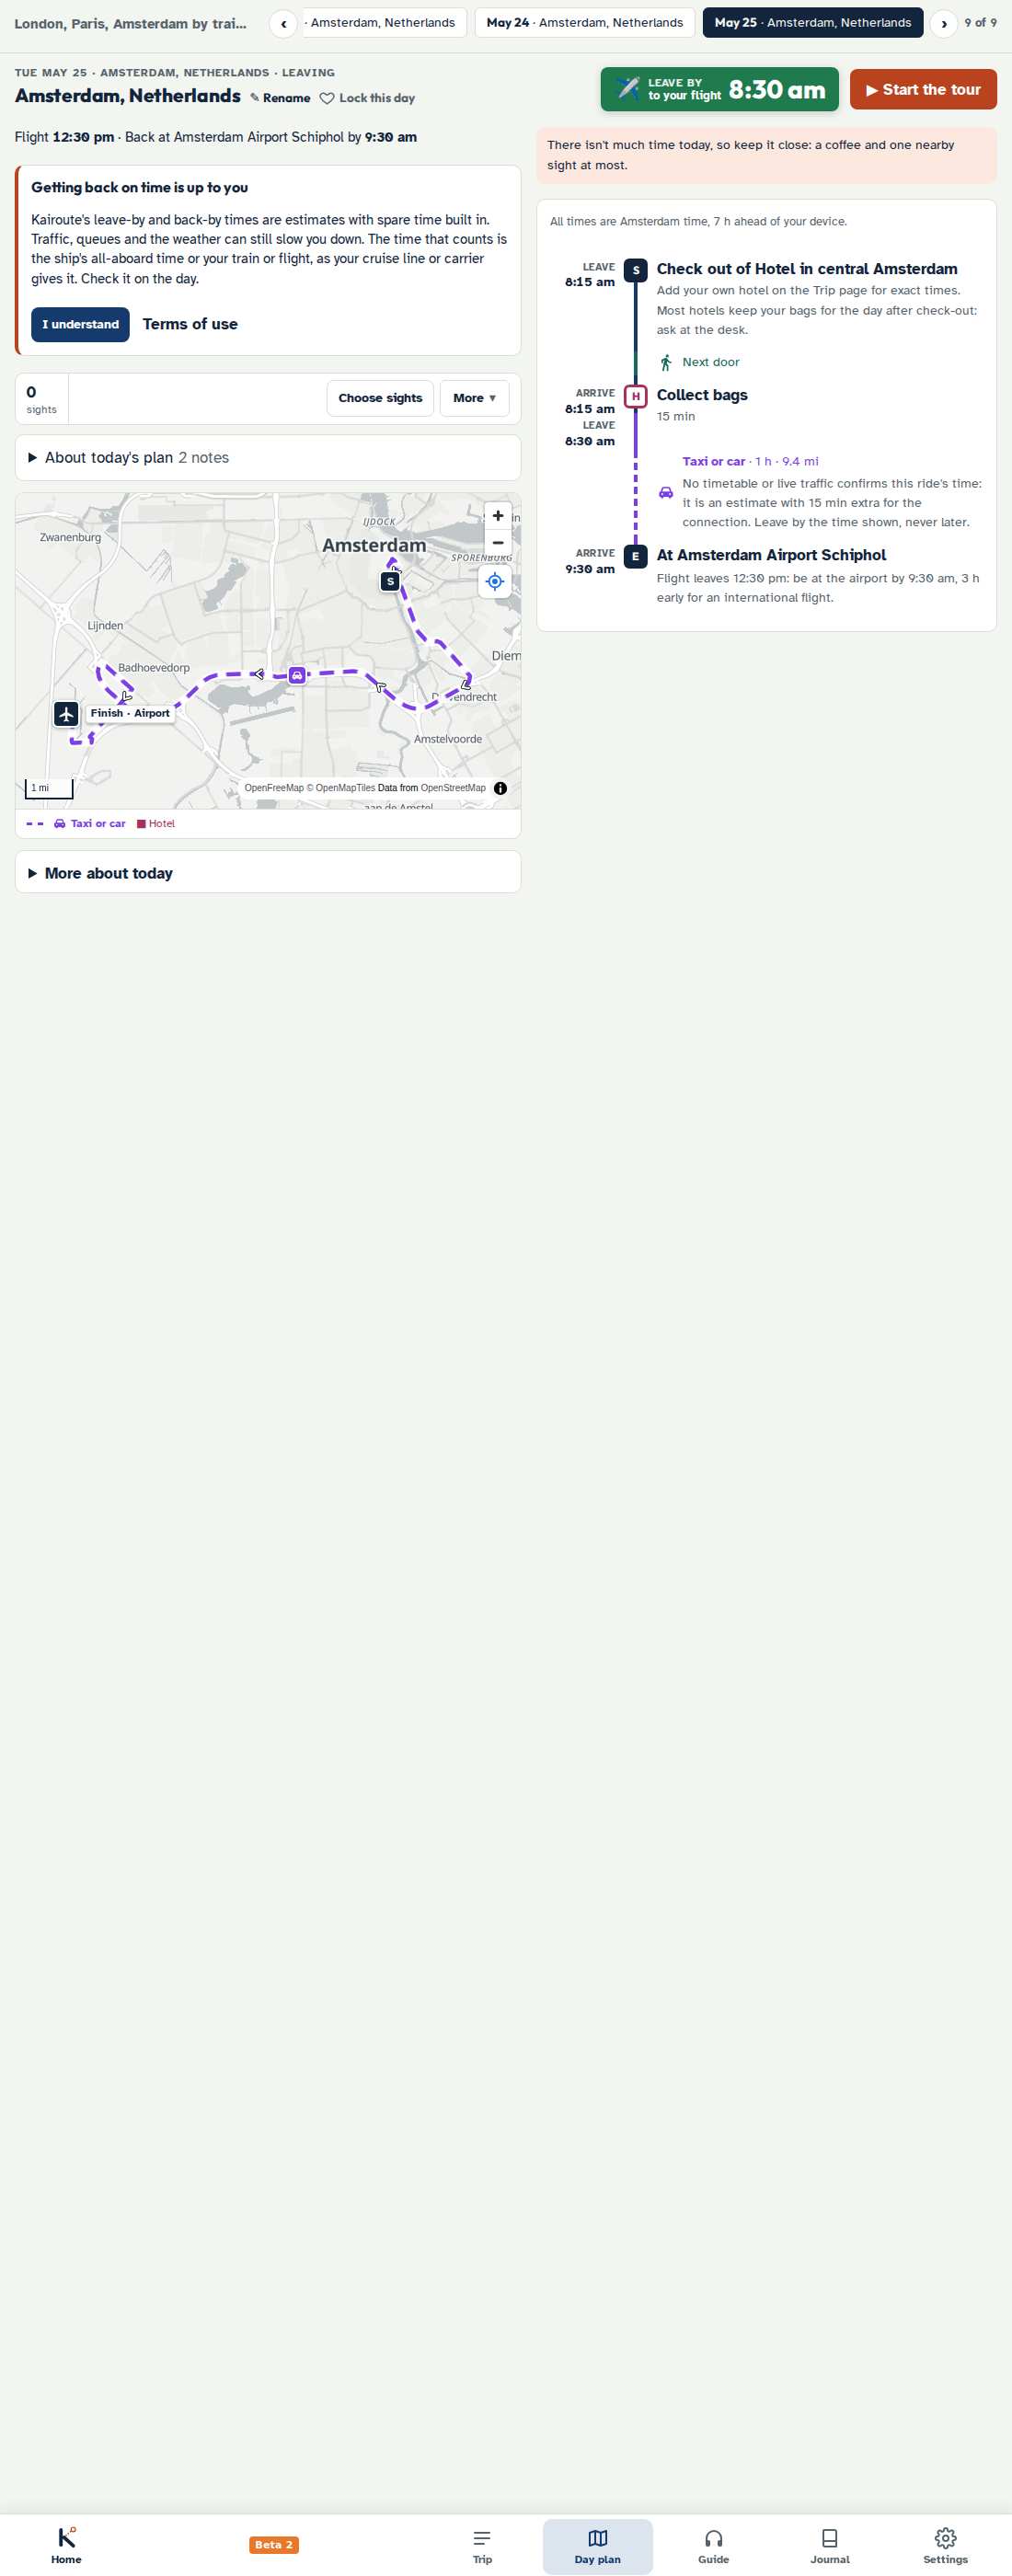 London, Paris, Amsterdam by trai...
‹
· Amsterdam, Netherlands
May 24 · Amsterdam, Netherlands
May 25 · Amsterdam, Netherlands
›
9 of 9
TUE MAY 25 · AMSTERDAM, NETHERLANDS · LEAVING
Amsterdam, Netherlands
✎ Rename
Lock this day
LEAVE BY
to your flight
8:30 am
▶ Start the tour
Flight 12:30 pm · Back at Amsterdam Airport Schiphol by 9:30 am
Getting back on time is up to you
Kairoute's leave-by and back-by times are estimates with spare time built in.
Traffic, queues and the weather can still slow you down. The time that counts is
the ship's all-aboard time or your train or flight, as your cruise line or carrier
gives it. Check it on the day.
I understand
Terms of use
0
sights
Choose sights
More ▼
▶ About today's plan 2 notes
IJDOCK
Zwanenburg
Amsterdam
SPORENBURG
+
−
S
Lijnden
Badhoevedorp
Diem
Finish · Airport
Amstelveen
Amstelvoorde
1 mi
OpenFreeMap © OpenMapTiles Data from OpenStreetMap
aan de Amstel
Taxi or car
Hotel
▶ More about today
There isn't much time today, so keep it close: a coffee and one nearby
sight at most.
All times are Amsterdam time, 7 h ahead of your device.
LEAVE
8:15 am
S
Check out of Hotel in central Amsterdam
Add your own hotel on the Trip page for exact times.
Most hotels keep your bags for the day after check-out:
ask at the desk.
Next door
ARRIVE
8:15 am
LEAVE
8:30 am
H
Collect bags
15 min
Taxi or car · 1 h · 9.4 mi
No timetable or live traffic confirms this ride's time:
it is an estimate with 15 min extra for the
connection. Leave by the time shown, never later.
ARRIVE
9:30 am
E
At Amsterdam Airport Schiphol
Flight leaves 12:30 pm: be at the airport by 9:30 am, 3 h
early for an international flight.
Home
Beta 2
Trip
Day plan
Guide
Journal
Settings